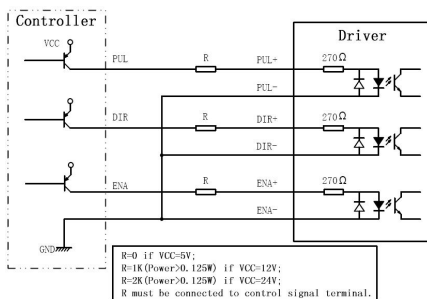 Controller
Driver
VCC
PUL
R
PUL+
270Ω
PUL-
DIR
R
DIR+
270Ω
DIR-
ENA
R
ENA+
270Ω
ENA-
GND
R=0 if VCC=5V;
R=1K(Power>0.125W) if VCC=12V;
R=2K(Power>0.125W) if VCC=24V;
R must be connected to control signal terminal.